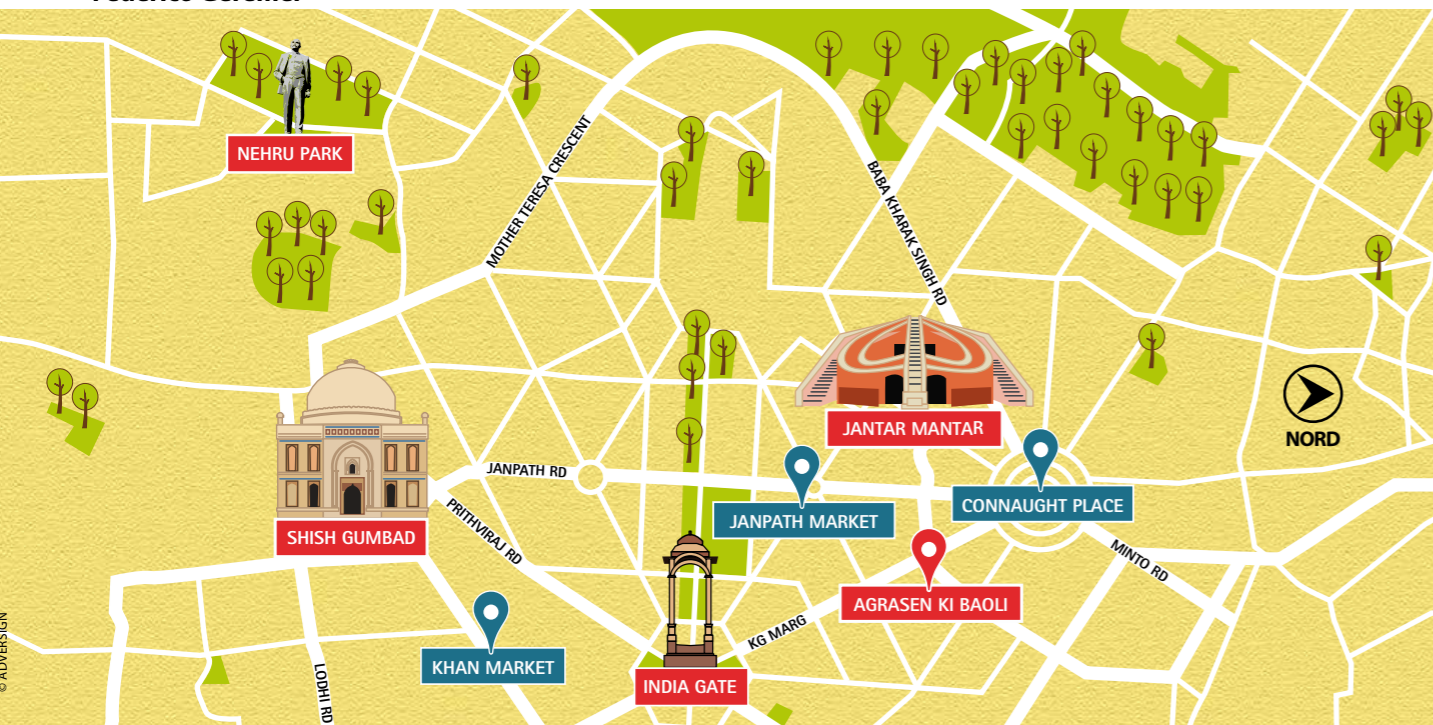 NEHRU PARK
MOTHER TERESA CRESCENT
BABA KHARAK SINGH RD
JANTAR MANTAR
NORD
JANPATH RD
CONNAUGHT PLACE
JANPATH MARKET
PRITHVIRAJ RD
SHISH GUMBAD
MINTO RD
AGRASEN KI BAOLI
KG MARG
KHAN MARKET
INDIA GATE
LODHI RD
© ADVERSIGN